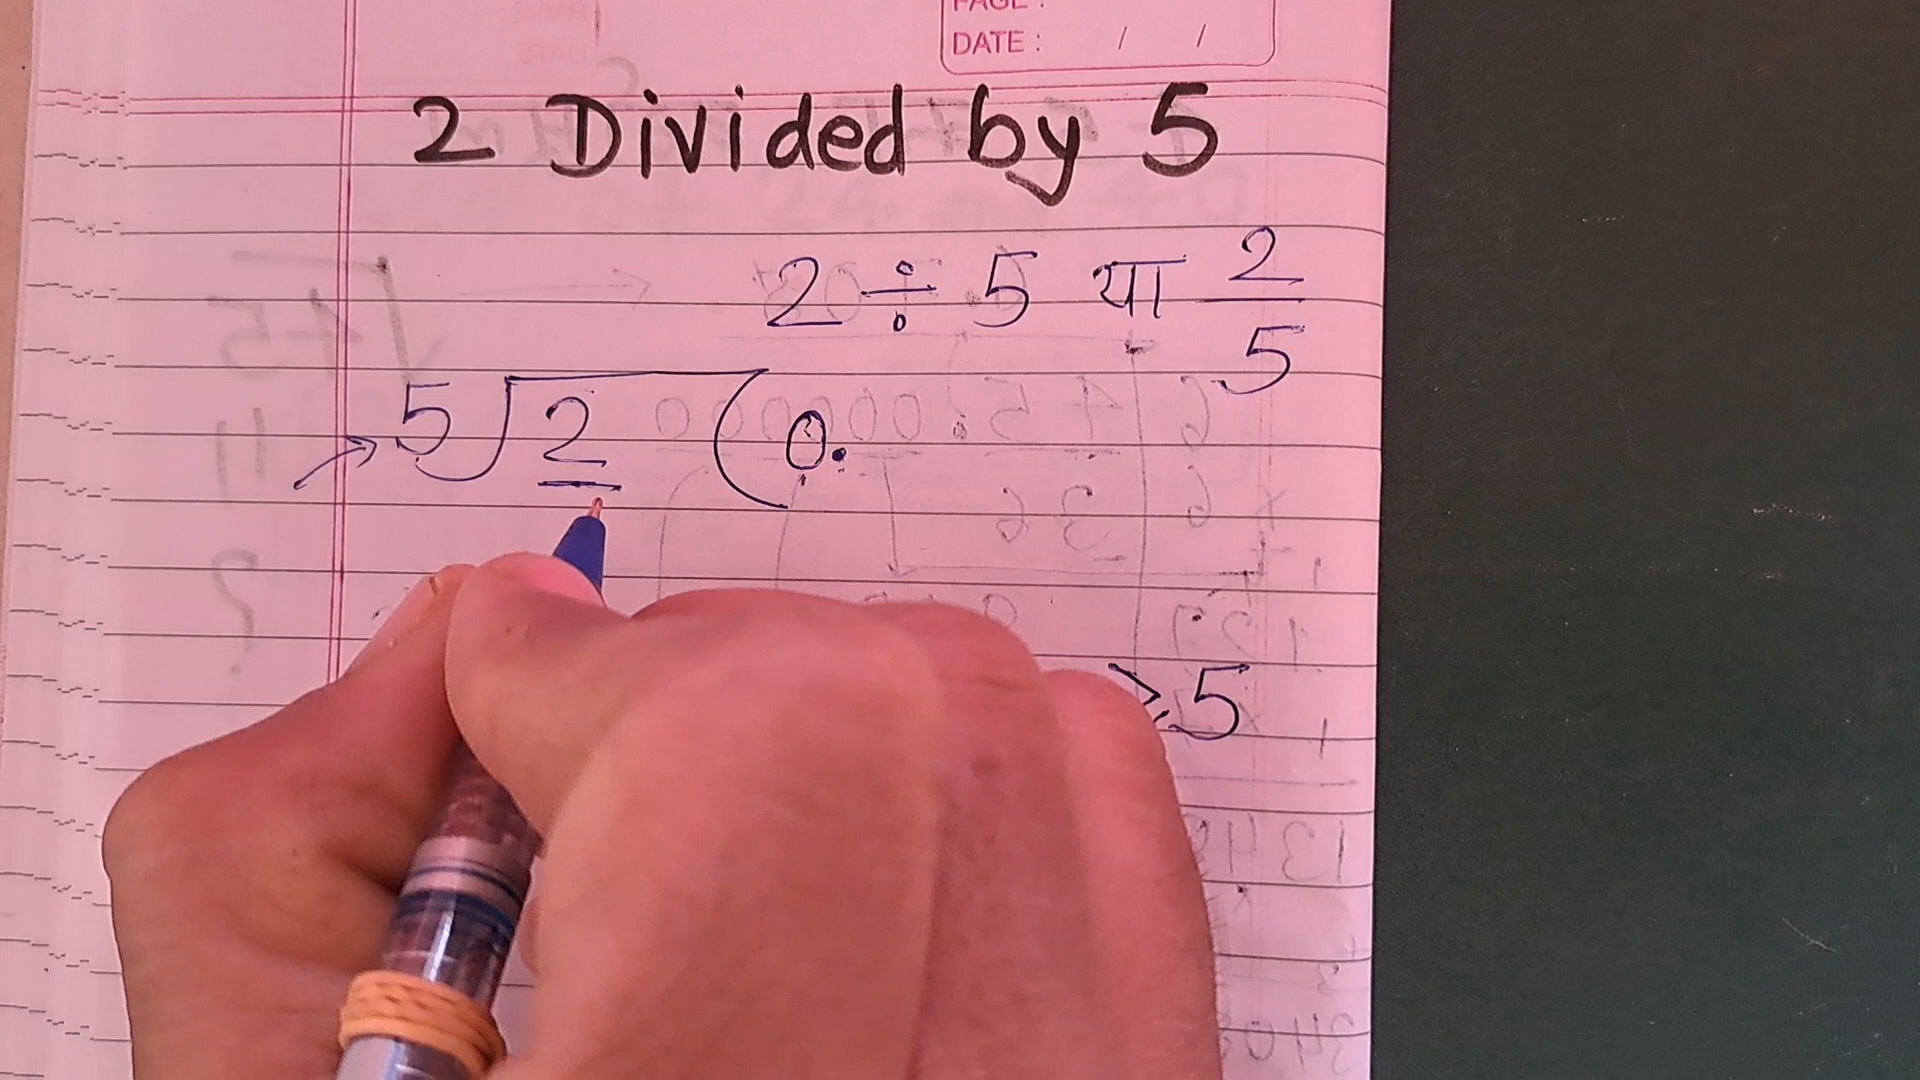 PAGE :
DATE : / /
2 Divided by 5
2 ÷ 5 या 2/5
5√2 ( 0.
⩾5